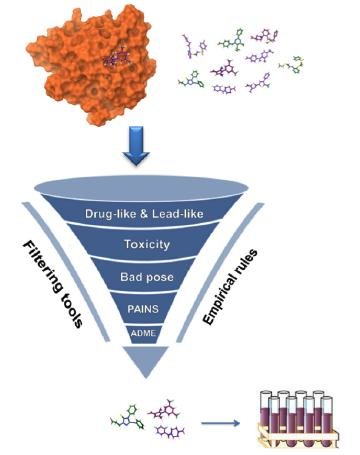 Drug-like & Lead-like
Toxicity
Bad pose
PAINS
ADME
Filtering tools
Empirical rules